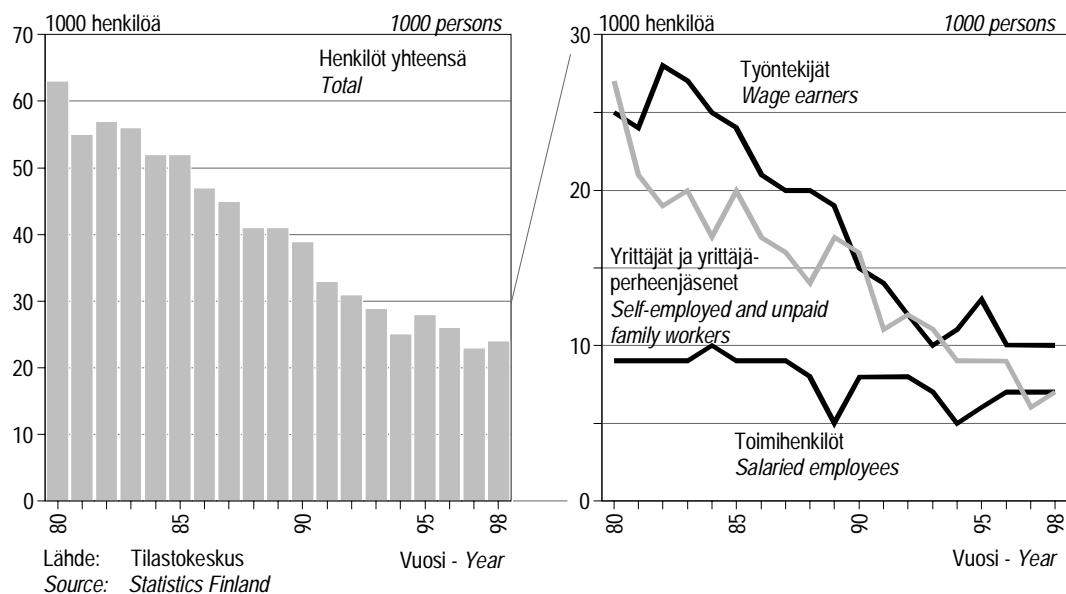 1000 henkilöä 1000 persons
Henkilöt yhteensä
Total
70
60
50
40
30
20
10
0
80 85 90 95 98
Lähde: Tilastokeskus
Source: Statistics Finland
Vuosi - Year
1000 henkilöä 1000 persons
Työntekijät
Wage earners
Yrittäjät ja yrittäjä-
perheenjäsenet
Self-employed and unpaid
family workers
Toimihenkilöt
Salaried employees
30
20
10
0
80 85 90 95 98
Vuosi - Year